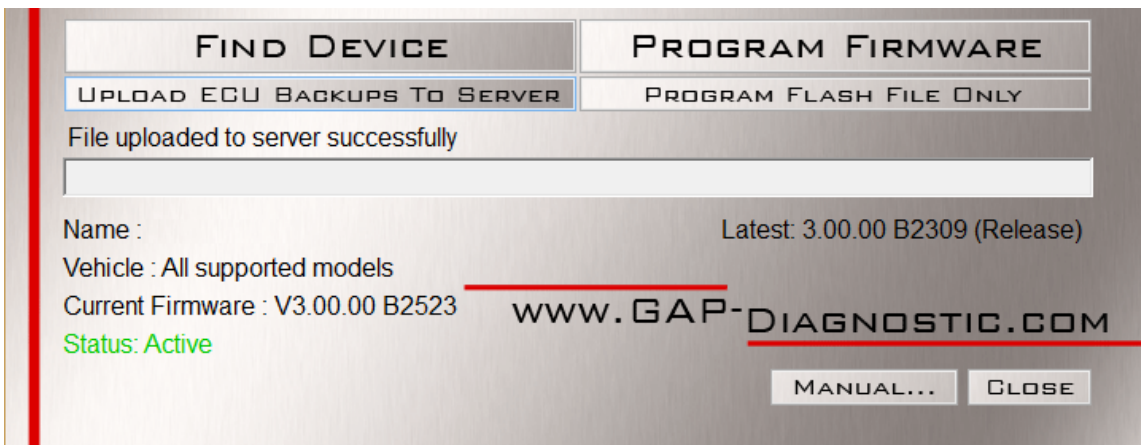 FIND DEVICE
PROGRAM FIRMWARE
UPLOAD ECU BACKUPS TO SERVER
PROGRAM FLASH FILE ONLY
File uploaded to server successfully
Name :
Latest: 3.00.00 B2309 (Release)
Vehicle : All supported models
Current Firmware : V3.00.00 B2523
www.GAP-DIAGNOSTIC.COM
Status: Active
MANUAL...
CLOSE